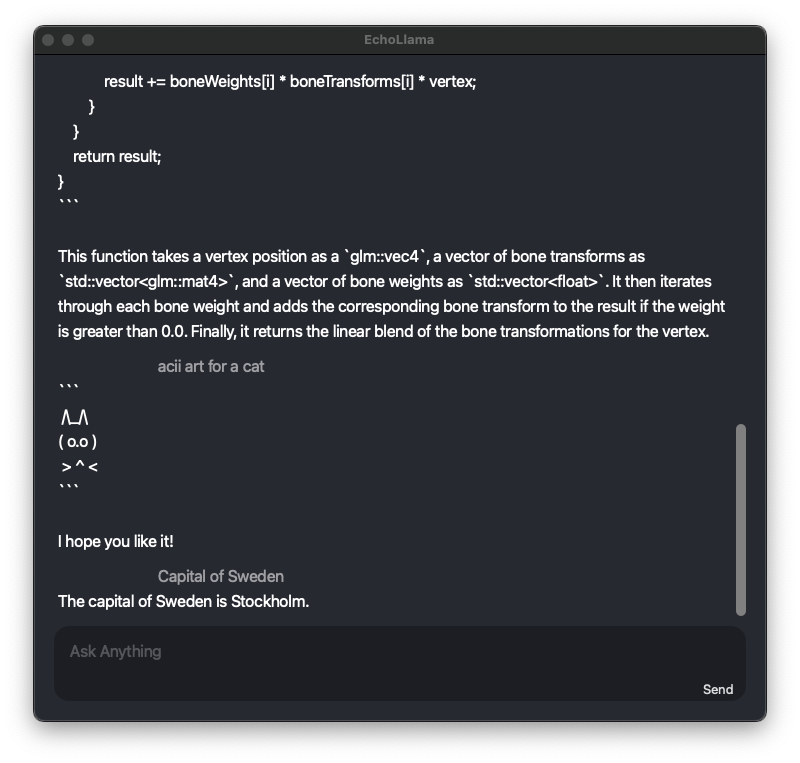 EchoLlama
result += boneWeights[i] * boneTransforms[i] * vertex;
}
}
return result;
}
```
This function takes a vertex position as a `glm::vec4`, a vector of bone transforms as
`std::vector<glm::mat4>`, and a vector of bone weights as `std::vector<float>`. It then iterates
through each bone weight and adds the corresponding bone transform to the result if the weight
is greater than 0.0. Finally, it returns the linear blend of the bone transformations for the vertex.
acii art for a cat
```
/\_/\
( o.o )
> ^ <
```
I hope you like it!
Capital of Sweden
The capital of Sweden is Stockholm.
Ask Anything
Send